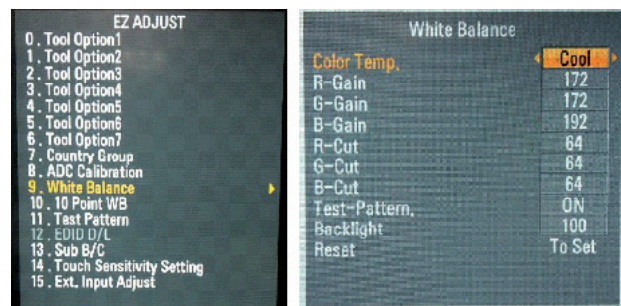 EZ ADJUST
0 . Tool Option1
1 . Tool Option2
2 . Tool Option3
3 . Tool Option4
4 . Tool Option5
5 . Tool Option6
6 . Tool Option7
7 . Country Group
8 . ADC Calibration
9 . White Balance
10 . 10 Point WB
11 . Test Pattern
12 . EDID D/L
13 . Sub B/C
14 . Touch Sensitivity Setting
15 . Ext. Input Adjust
White Balance
Color Temp. Cool
R-Gain 172
G-Gain 172
B-Gain 192
R-Cut 64
G-Cut 64
B-Cut 64
Test-Pattern. ON
Backlight 100
Reset To Set